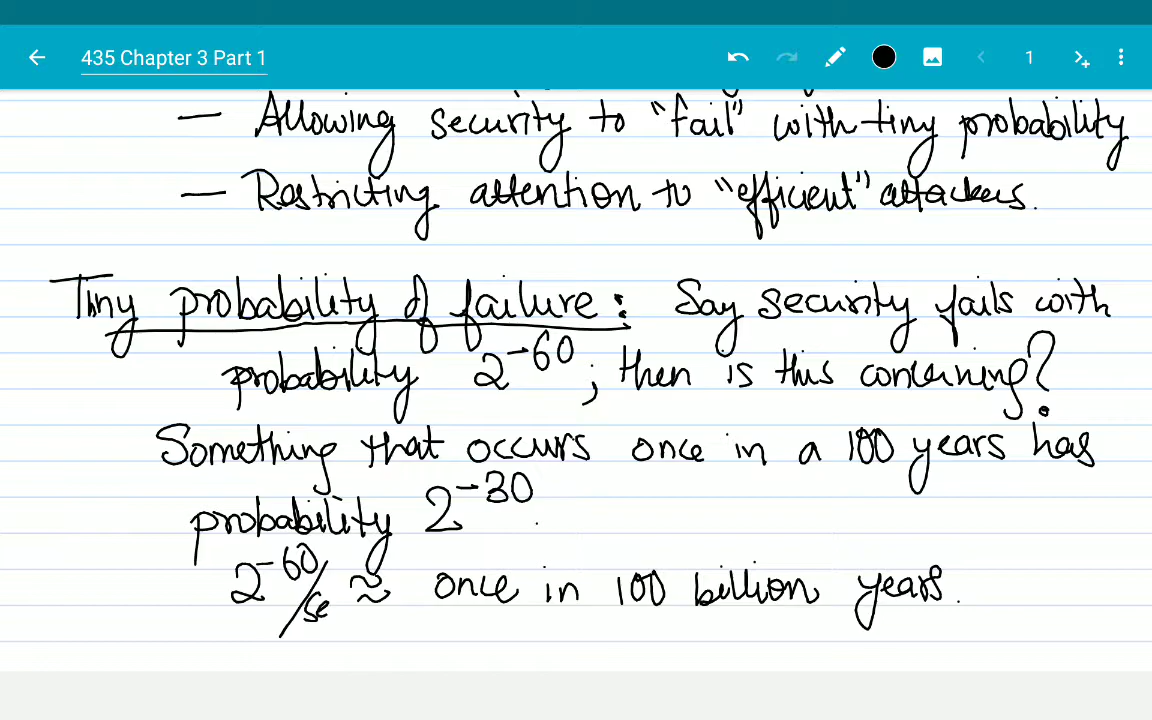 435 Chapter 3 Part 1
1
— Allowing security to "fail" with tiny probability
— Restricting attention to "efficient" attackers.
Tiny probability of failure: Say security fails with
probability 2^-60; then is this concerning?
Something that occurs once in a 100 years has
probability 2^-30.
2^-60/se ≈ once in 100 billion years.